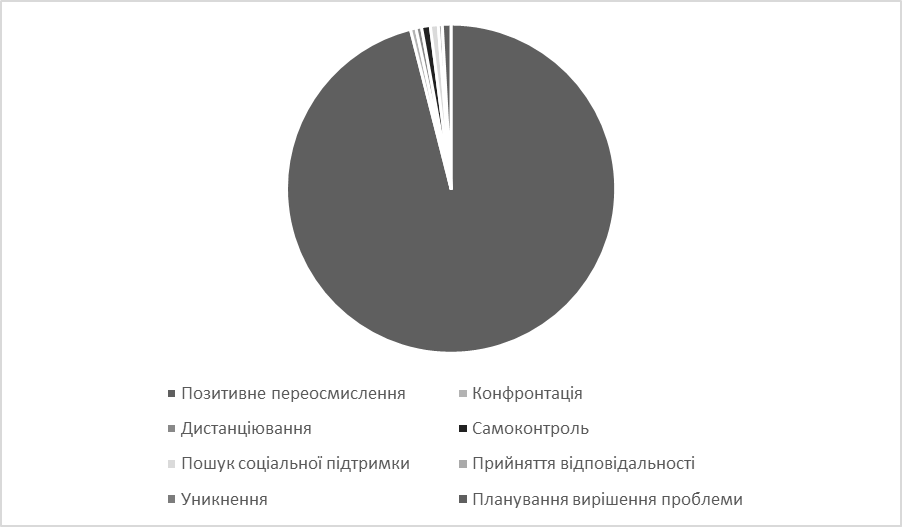 Позитивне переосмислення
Конфронтація
Дистанціювання
Самоконтроль
Пошук соціальної підтримки
Прийняття відповідальності
Уникнення
Планування вирішення проблеми